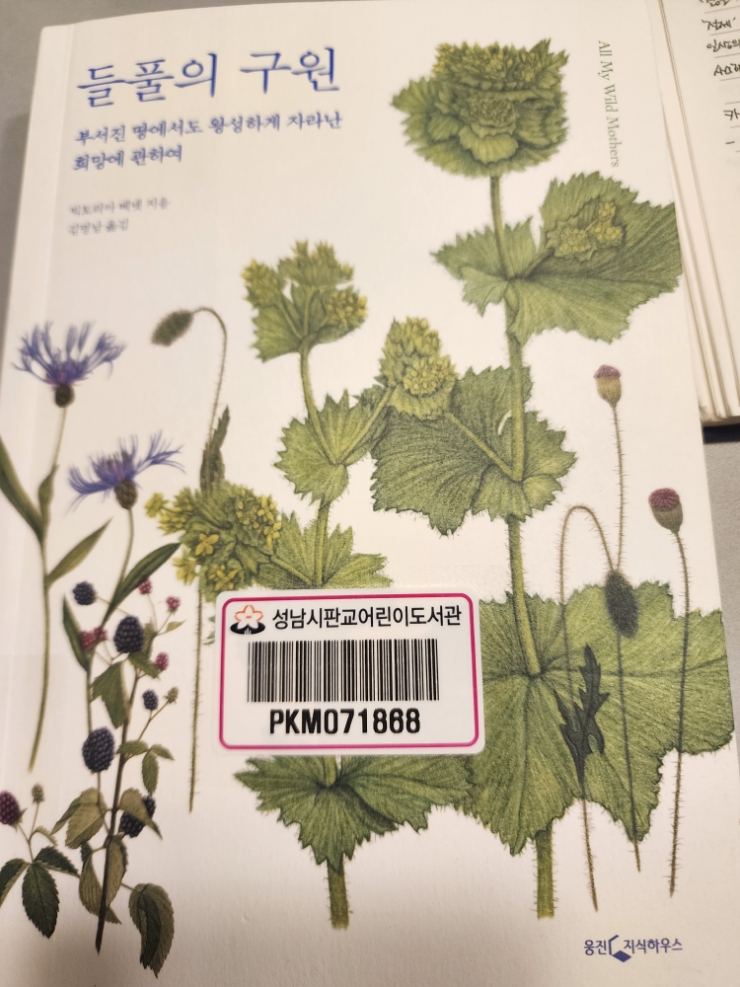 들풀의 구원
부서진 땅에서도 왕성하게 자라난
희망에 관하여
빅토리아 베넷 지음
김명남 옮김
All My Wild Mothers
성남시판교어린이도서관
PKM071868
웅진 지식하우스